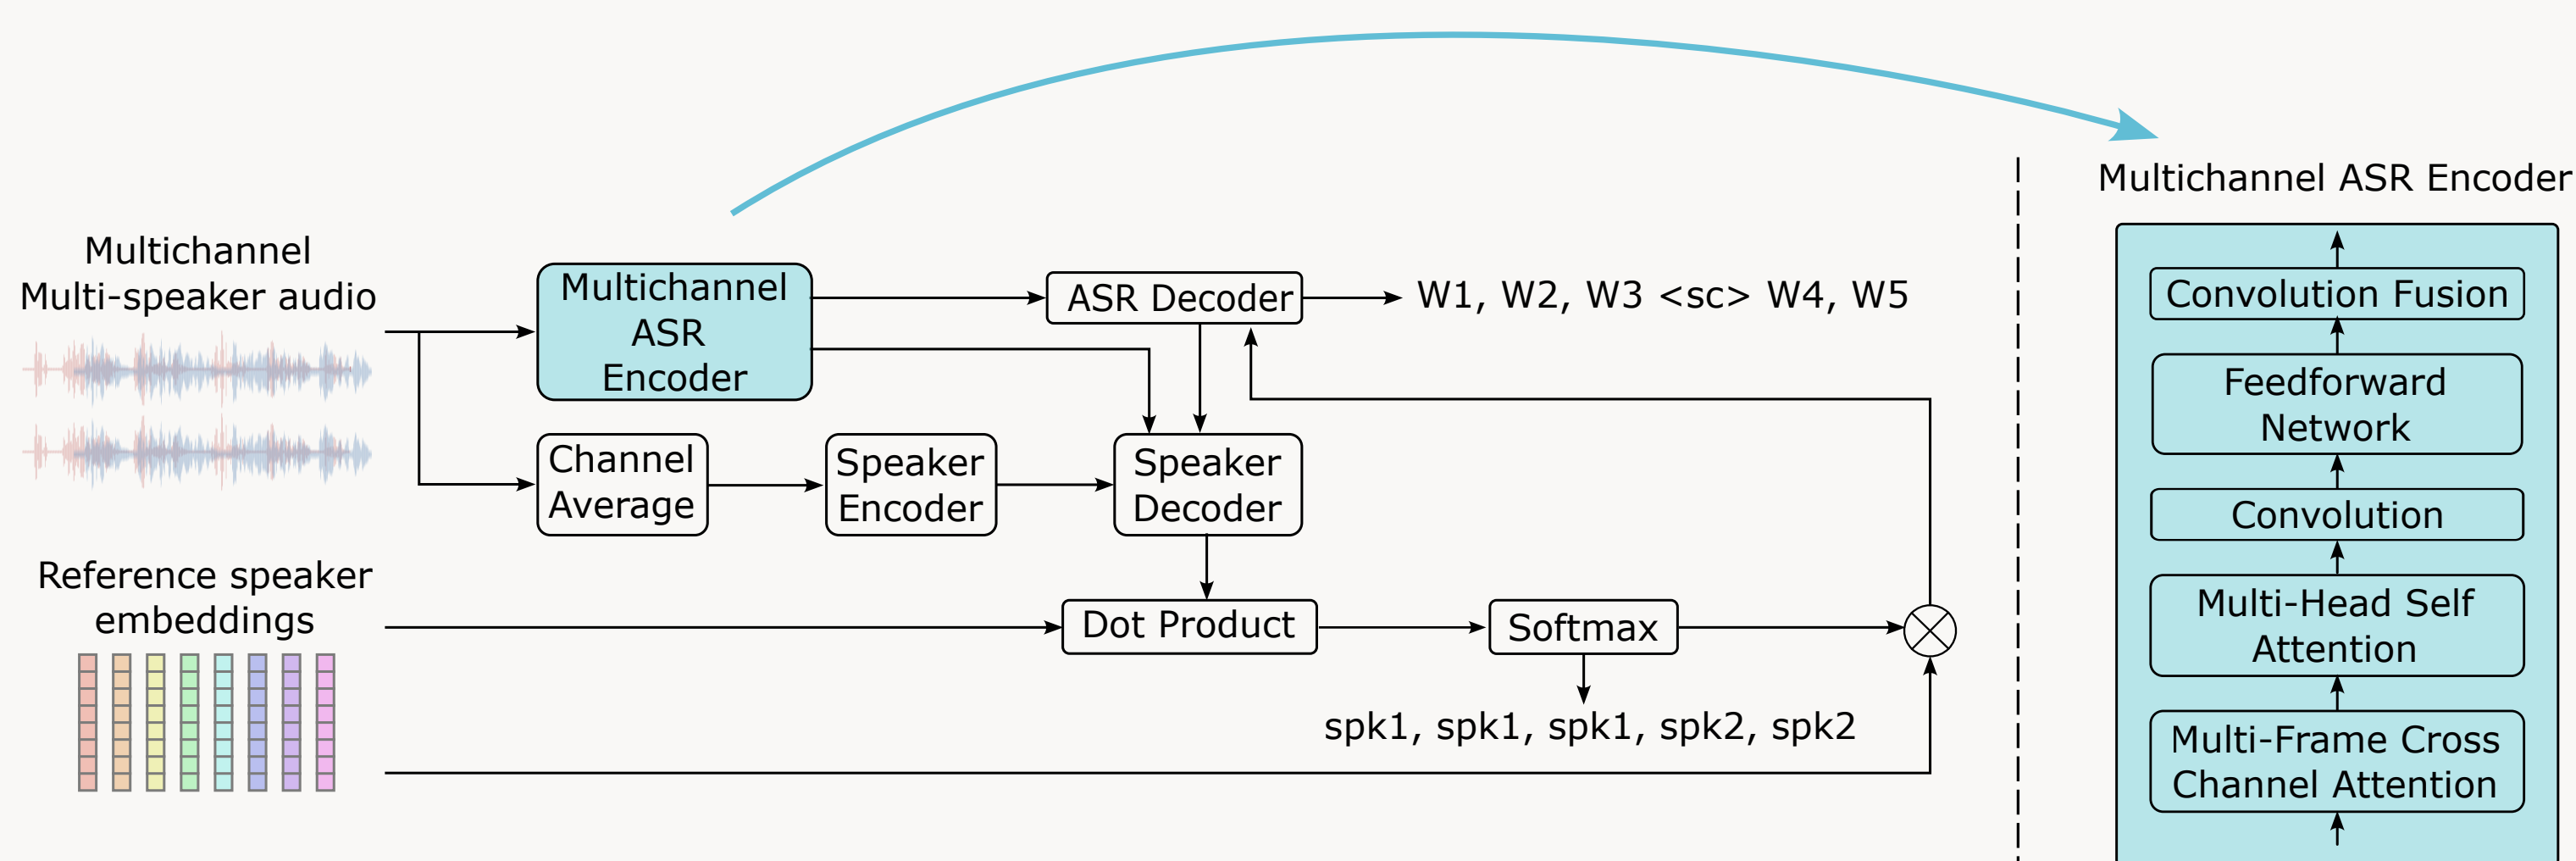 Multichannel
Multi-speaker audio
Multichannel
ASR
Encoder
ASR Decoder
W1, W2, W3 <sc> W4, W5
Channel
Average
Speaker
Encoder
Speaker
Decoder
Reference speaker
embeddings
Dot Product
Softmax
spk1, spk1, spk1, spk2, spk2
Multichannel ASR Encoder
Convolution Fusion
Feedforward
Network
Convolution
Multi-Head Self
Attention
Multi-Frame Cross
Channel Attention